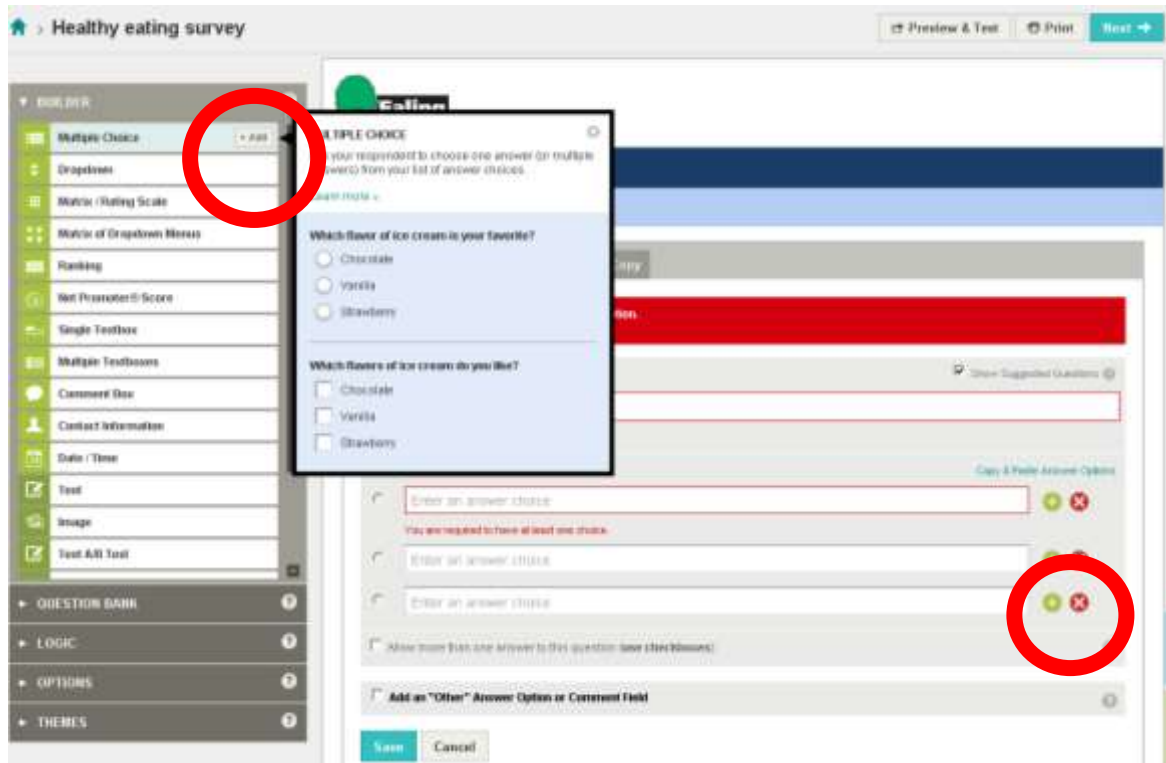 Healthy eating survey
Preview & Test
Print
Next
BUILDER
Multiple Choice
+ Add
Dropdown
Matrix / Rating Scale
Matrix of Dropdown Menus
Ranking
Net Promoter® Score
Single Textbox
Multiple Textboxes
Comment Box
Contact Information
Date / Time
Text
Image
Text A/B Test
QUESTION BANK
LOGIC
OPTIONS
THEMES
Ealing
MULTIPLE CHOICE
your respondent to choose one answer (or multiple
answers) from your list of answer choices.
Learn more »
Which flavor of ice cream is your favorite?
Chocolate
Vanilla
Strawberry
Which flavors of ice cream do you like?
Chocolate
Vanilla
Strawberry
Copy
Show Suggested Questions
Copy & Paste Answer Options
Enter an answer choice
You are required to have at least one choice.
Enter an answer choice
Enter an answer choice
Allow more than one answer to this question (use checkboxes)
Add an "Other" Answer Option or Comment Field
Save
Cancel